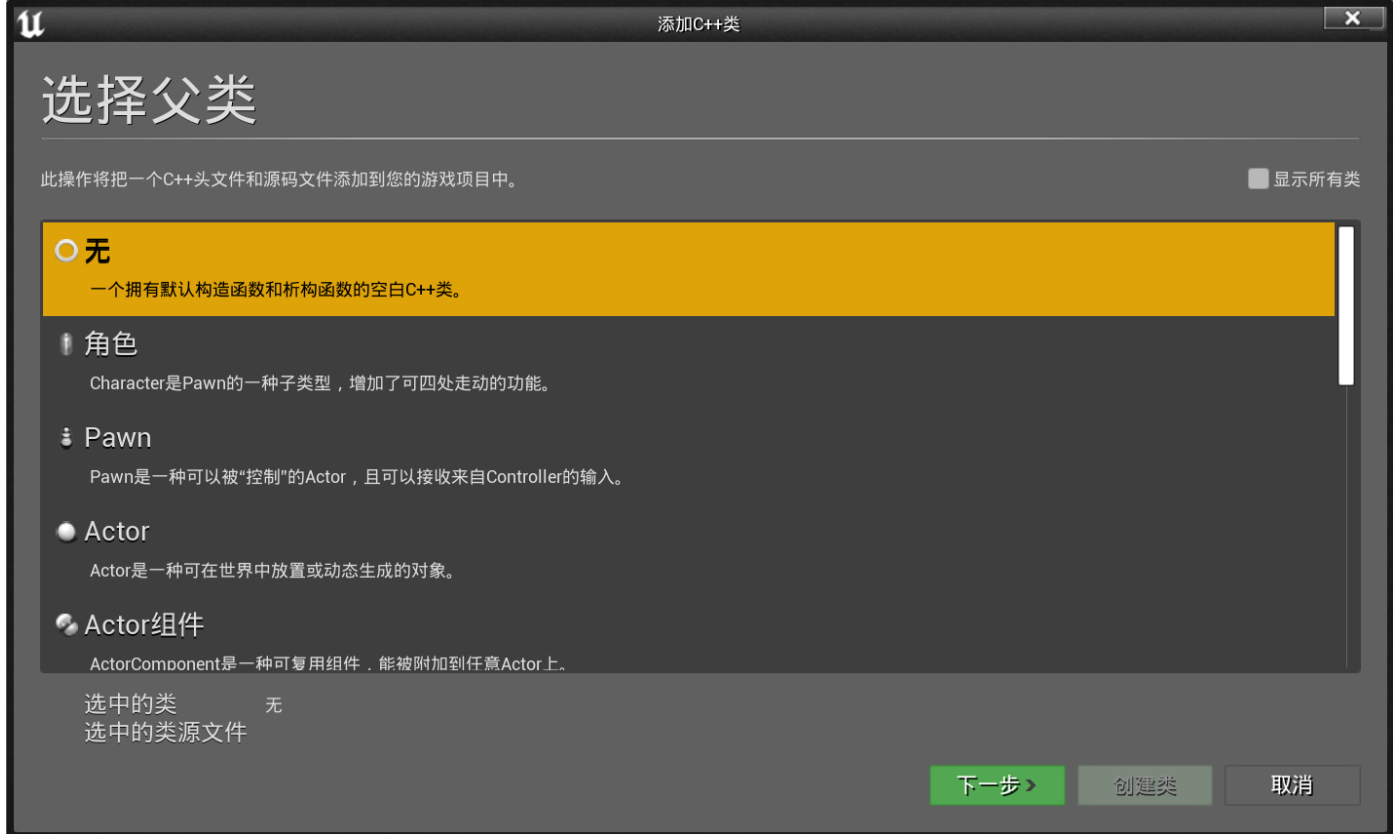 添加C++类
选择父类
此操作将把一个C++头文件和源码文件添加到您的游戏项目中。
显示所有类
无
一个拥有默认构造函数和析构函数的空白C++类。
角色
Character是Pawn的一种子类型，增加了可四处走动的功能。
Pawn
Pawn是一种可以被“控制”的Actor，且可以接收来自Controller的输入。
Actor
Actor是一种可在世界中放置或动态生成的对象。
Actor组件
ActorComponent是一种可复用组件，能被附加到任意Actor上。
选中的类 无
选中的类源文件
下一步
创建类
取消